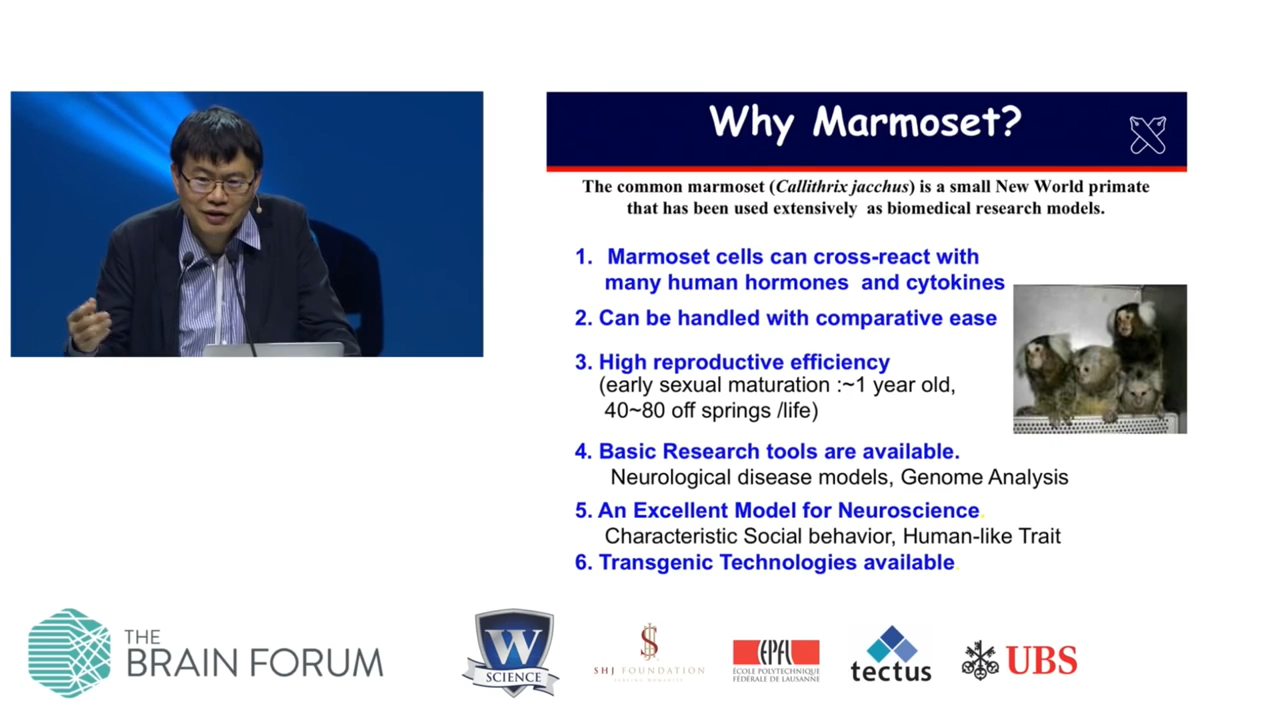 Why Marmoset?
The common marmoset (Callithrix jacchus) is a small New World primate
that has been used extensively as biomedical research models.
1. Marmoset cells can cross-react with
many human hormones and cytokines
2. Can be handled with comparative ease
3. High reproductive efficiency
(early sexual maturation :~1 year old,
40~80 off springs /life)
4. Basic Research tools are available.
Neurological disease models, Genome Analysis
5. An Excellent Model for Neuroscience.
Characteristic Social behavior, Human-like Trait
6. Transgenic Technologies available.
THE
BRAIN FORUM
W
SCIENCE
SHJ FOUNDATION
EPFL
ÉCOLE POLYTECHNIQUE
FÉDÉRALE DE LAUSANNE
tectus
UBS